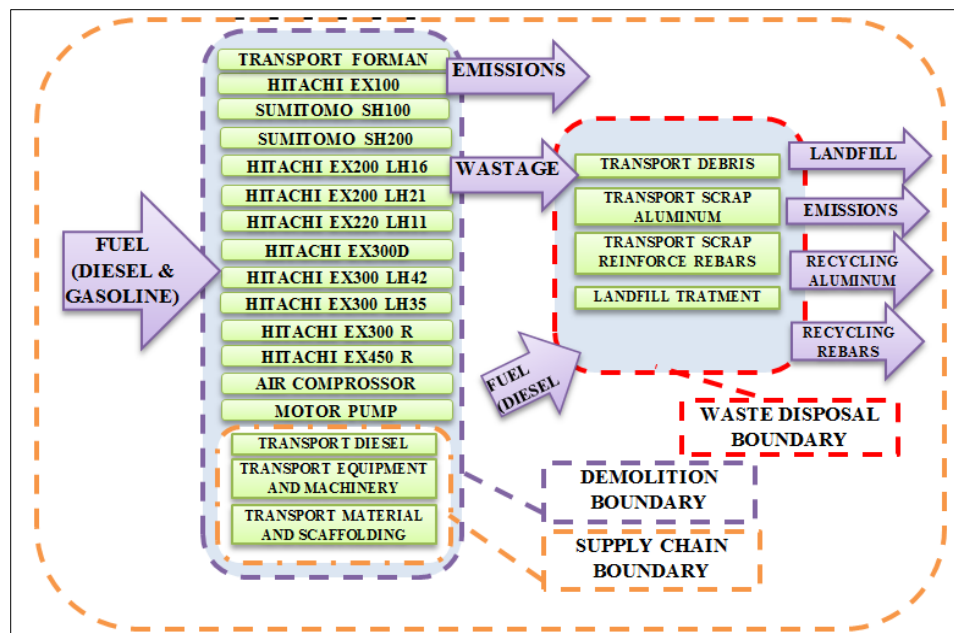 TRANSPORT FORMAN
HITACHI EX100
SUMITOMO SH100
SUMITOMO SH200
HITACHI EX200 LH16
HITACHI EX200 LH21
HITACHI EX220 LH11
HITACHI EX300D
HITACHI EX300 LH42
HITACHI EX300 LH35
HITACHI EX300 R
HITACHI EX450 R
AIR COMPROSSOR
MOTOR PUMP
TRANSPORT DIESEL
TRANSPORT EQUIPMENT
AND MACHINERY
TRANSPORT MATERIAL
AND SCAFFOLDING
FUEL
(DIESEL &
GASOLINE)
EMISSIONS
WASTAGE
TRANSPORT DEBRIS
TRANSPORT SCRAP
ALUMINUM
TRANSPORT SCRAP
REINFORCE REBARS
LANDFILL TRATMENT
FUEL
(DIESEL
LANDFILL
EMISSIONS
RECYCLING
ALUMINUM
RECYCLING
REBARS
WASTE DISPOSAL
BOUNDARY
DEMOLITION
BOUNDARY
SUPPLY CHAIN
BOUNDARY